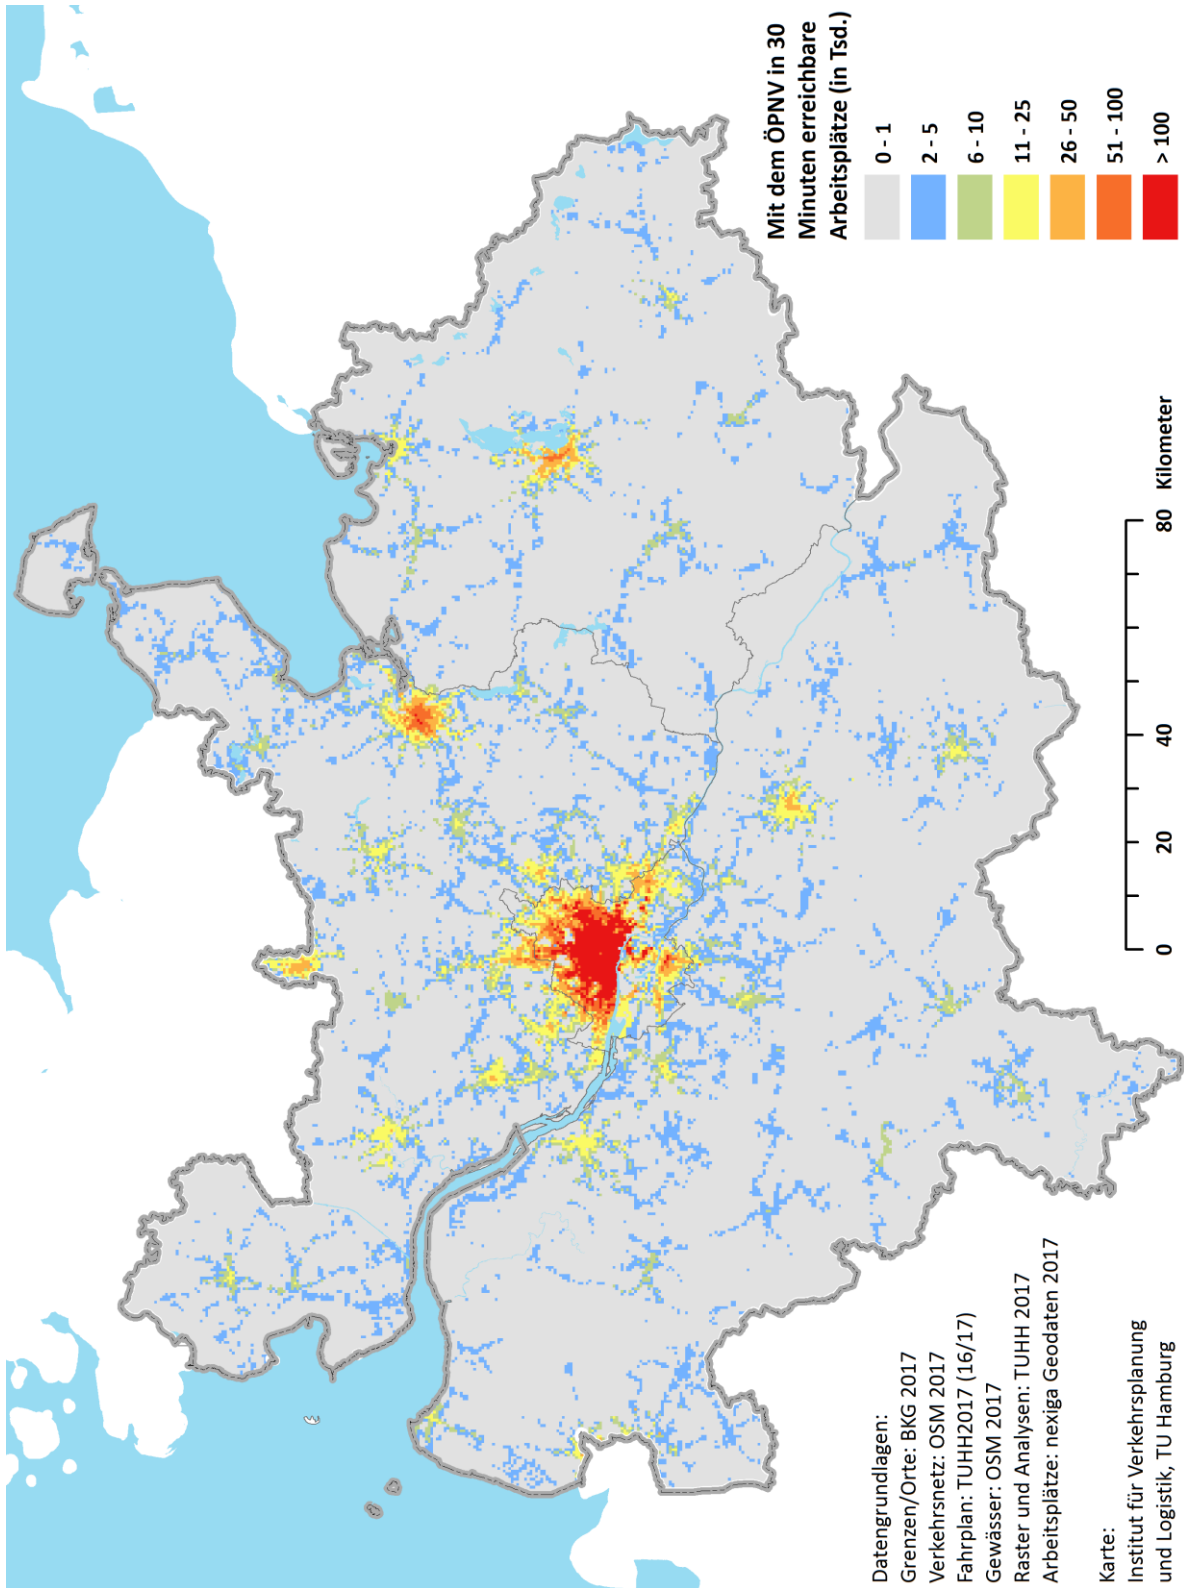 Mit dem ÖPNV in 30
Minuten erreichbare
Arbeitsplätze (in Tsd.)
0 - 1
2 - 5
6 - 10
11 - 25
26 - 50
51 - 100
> 100
0 20 40 80 Kilometer
Datengrundlagen:
Grenzen/Orte: BKG 2017
Verkehrsnetz: OSM 2017
Fahrplan: TUHH2017 (16/17)
Gewässer: OSM 2017
Raster und Analysen: TUHH 2017
Arbeitsplätze: nexiga Geodaten 2017
Karte:
Institut für Verkehrsplanung
und Logistik, TU Hamburg